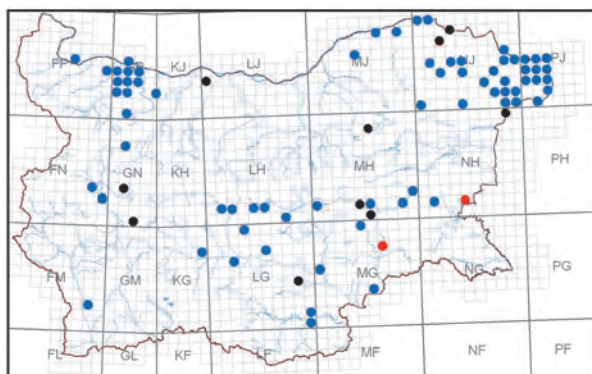 FP KJ LJ MJ NJ PJ
FN GN KH LH MH NH PH
FM GM KG LG MG NG PG
FL GL KF LF MF NF PF